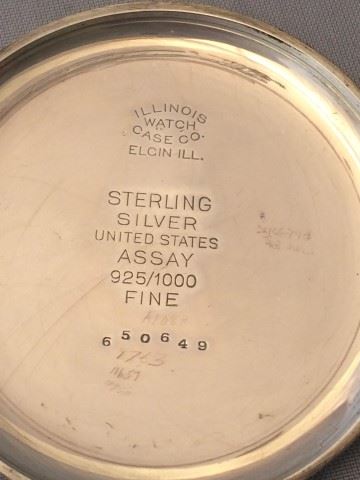 ILLINOIS
WATCH
CASE CO.
ELGIN ILL.
STERLING
SILVER
UNITED STATES
ASSAY
925/1000
FINE
650649